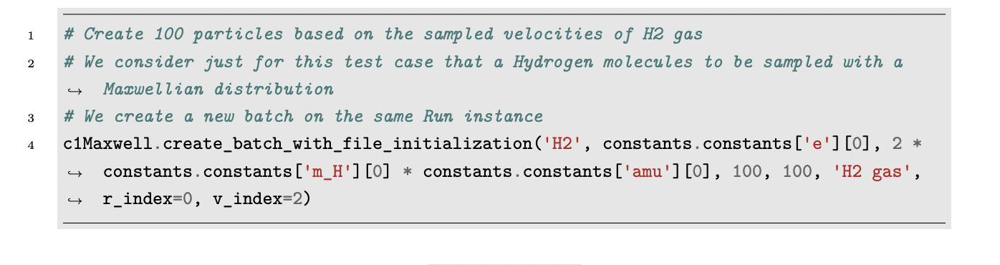 1 # Create 100 particles based on the sampled velocities of H2 gas
2 # We consider just for this test case that a Hydrogen molecules to be sampled with a
↪ Maxwellian distribution
3 # We create a new batch on the same Run instance
4 c1Maxwell.create_batch_with_file_initialization('H2', constants.constants['e'][0], 2 *
↪ constants.constants['m_H'][0] * constants.constants['amu'][0], 100, 100, 'H2 gas',
↪ r_index=0, v_index=2)